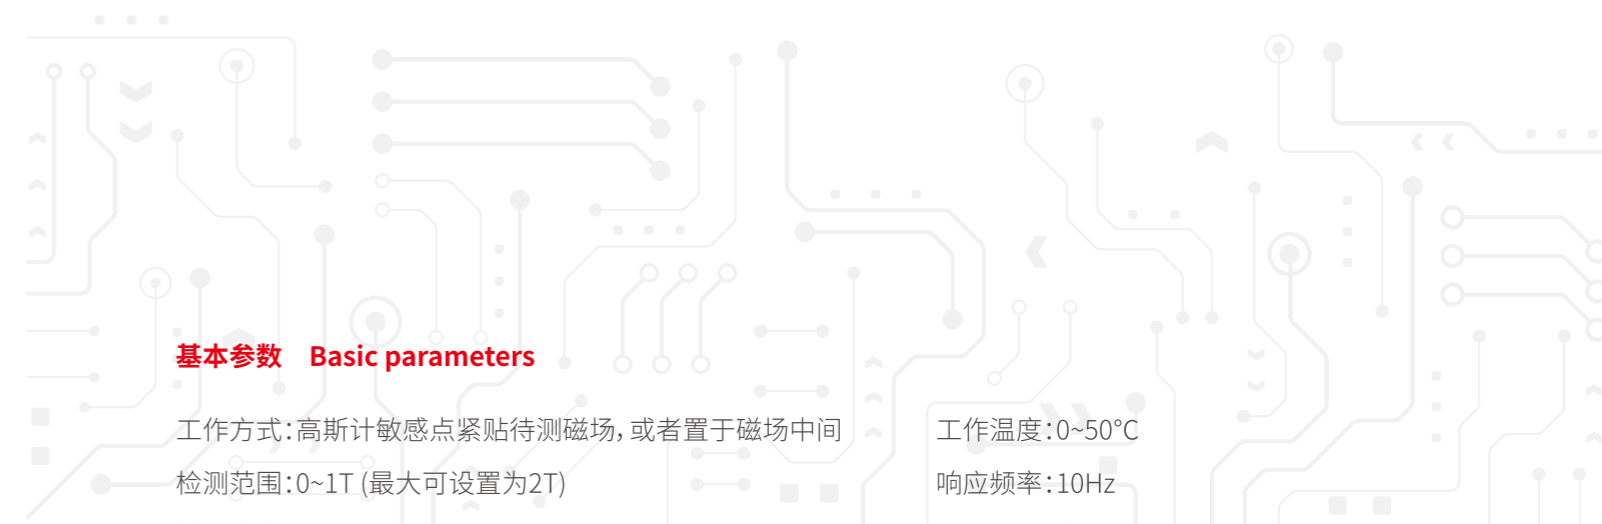 基本参数 Basic parameters
工作方式：高斯计敏感点紧贴待测磁场，或者置于磁场中间 工作温度：0~50℃
检测范围：0~1T (最大可设置为2T) 响应频率：10Hz